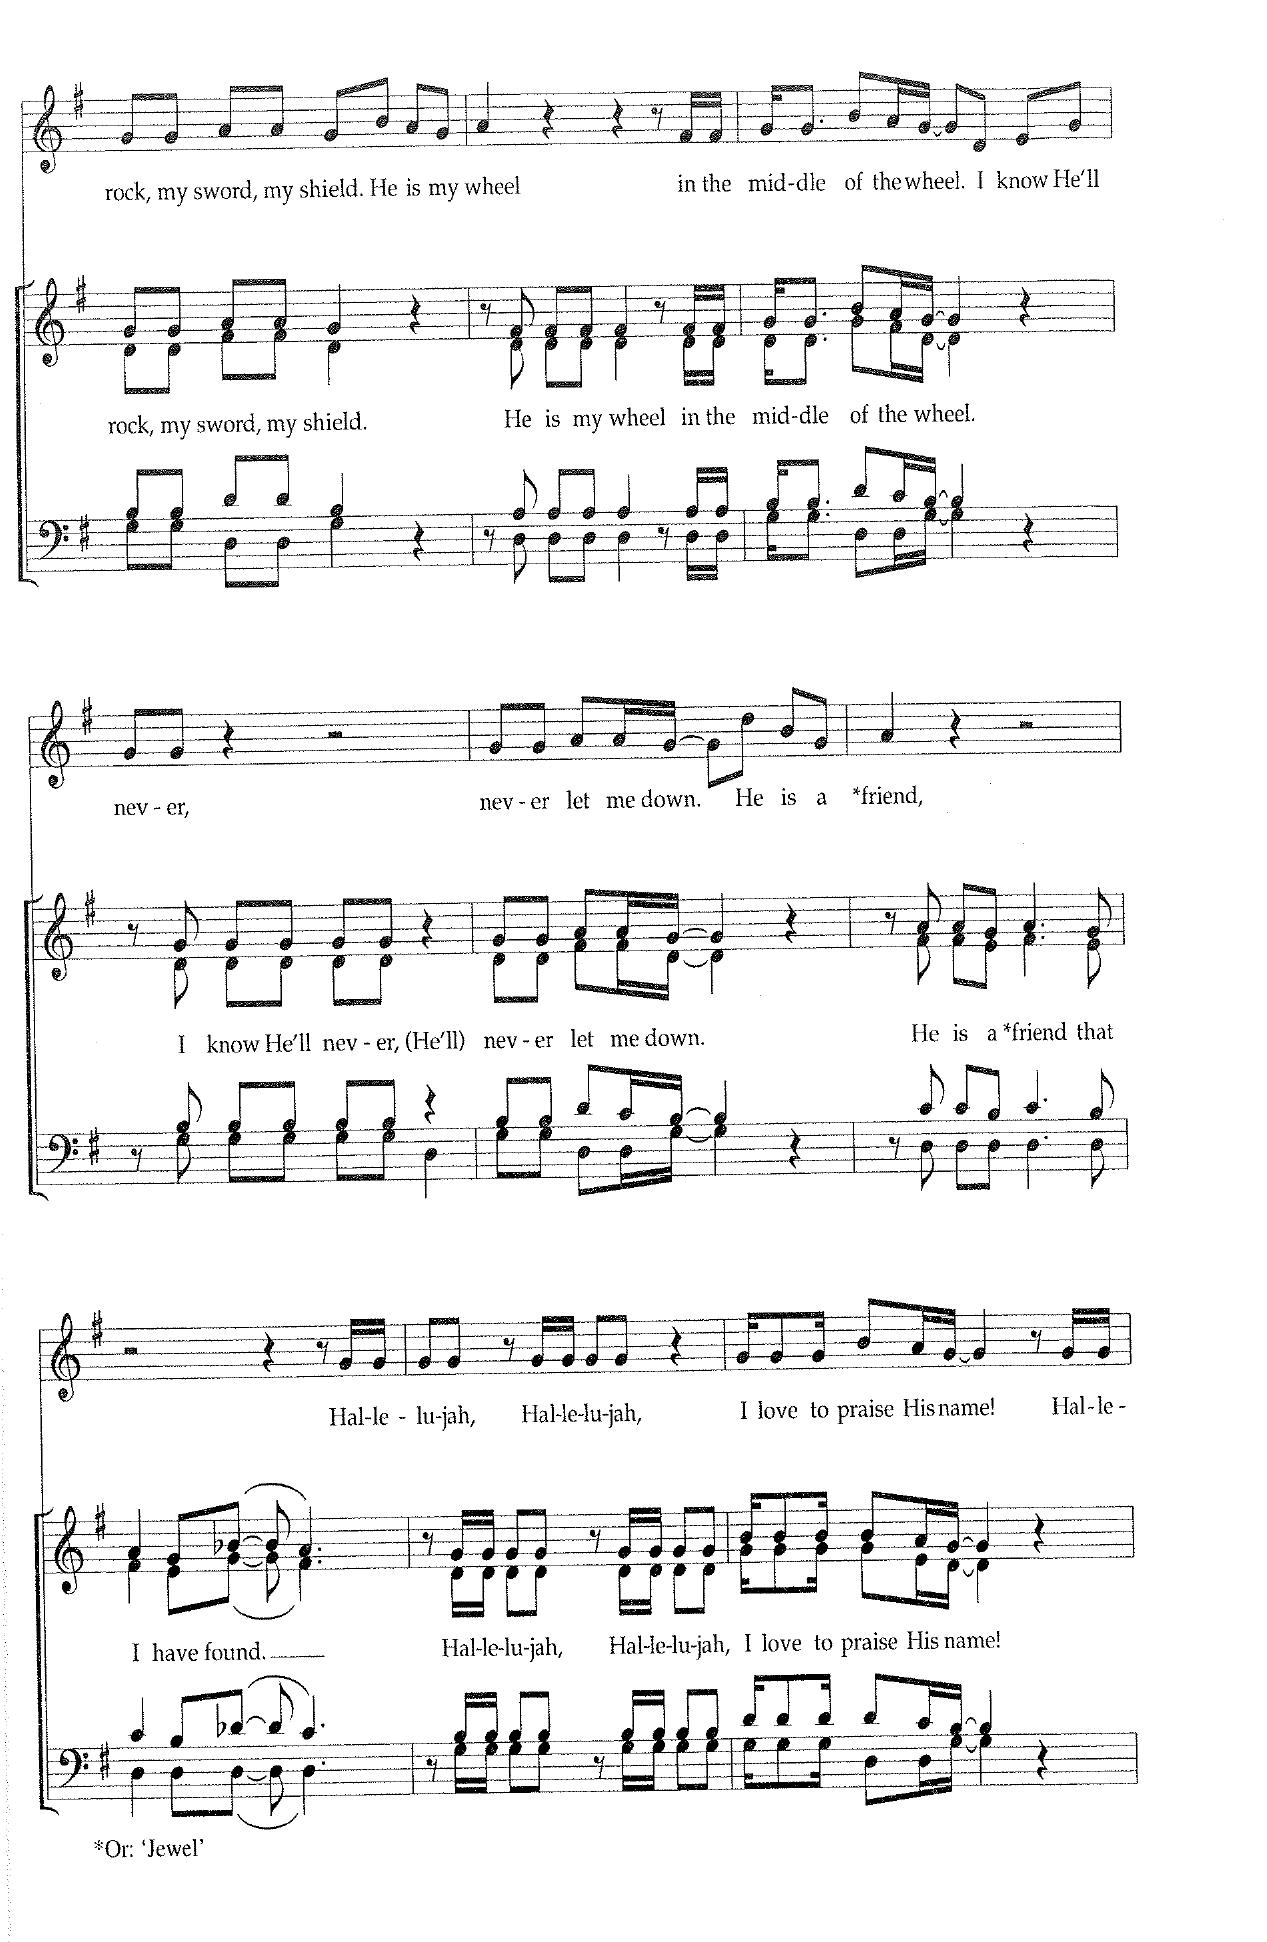 rock, my sword, my shield. He is my wheel in the mid-dle of the wheel. I know He'll
rock, my sword, my shield. He is my wheel in the mid-dle of the wheel.
nev - er, nev - er let me down. He is a *friend,
I know He'll nev - er, (He'll) nev - er let me down. He is a *friend that
Hal-le - lu-jah, Hal-le-lu-jah, I love to praise His name! Hal-le-
I have found. Hal-le-lu-jah, Hal-le-lu-jah, I love to praise His name!
*Or: 'Jewel'